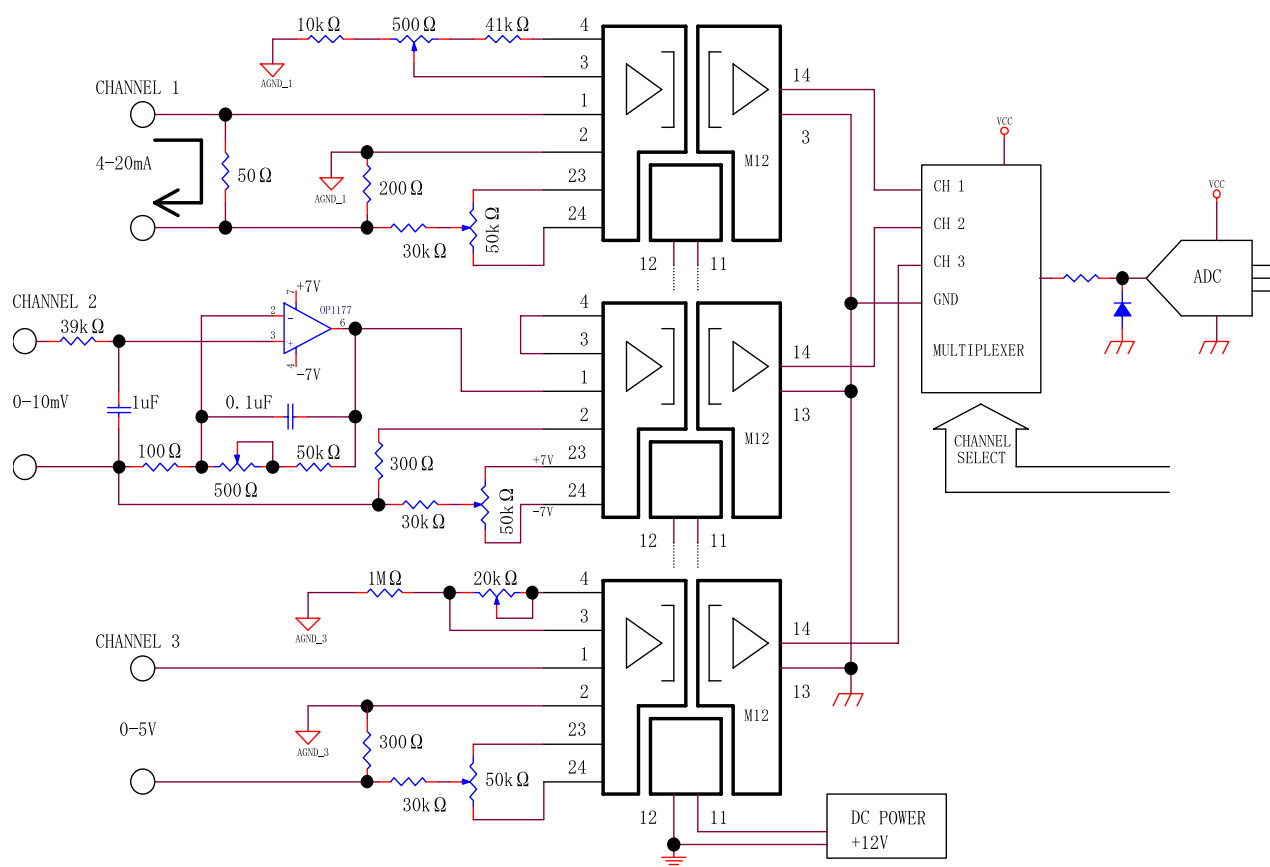 10kΩ 500Ω 41kΩ 4
AGND_1
3
CHANNEL 1
1
4-20mA
50Ω
2
AGND_1
200Ω
23
24
30kΩ
50kΩ
M12
14
3
12 11
CHANNEL 2
39kΩ
+7V
7
OP1177
2
3
6
4
-7V
0-10mV
1uF
0.1uF
100Ω
500Ω
50kΩ
4
3
1
2
300Ω
23
+7V
24
-7V
30kΩ
50kΩ
M12
14
13
12 11
1MΩ 20kΩ 4
AGND_3
3
CHANNEL 3
1
2
AGND_3
0-5V
300Ω
23
24
30kΩ
50kΩ
M12
14
13
12 11
DC POWER
+12V
VCC
CH 1
CH 2
CH 3
GND
MULTIPLEXER
CHANNEL
SELECT
VCC
ADC